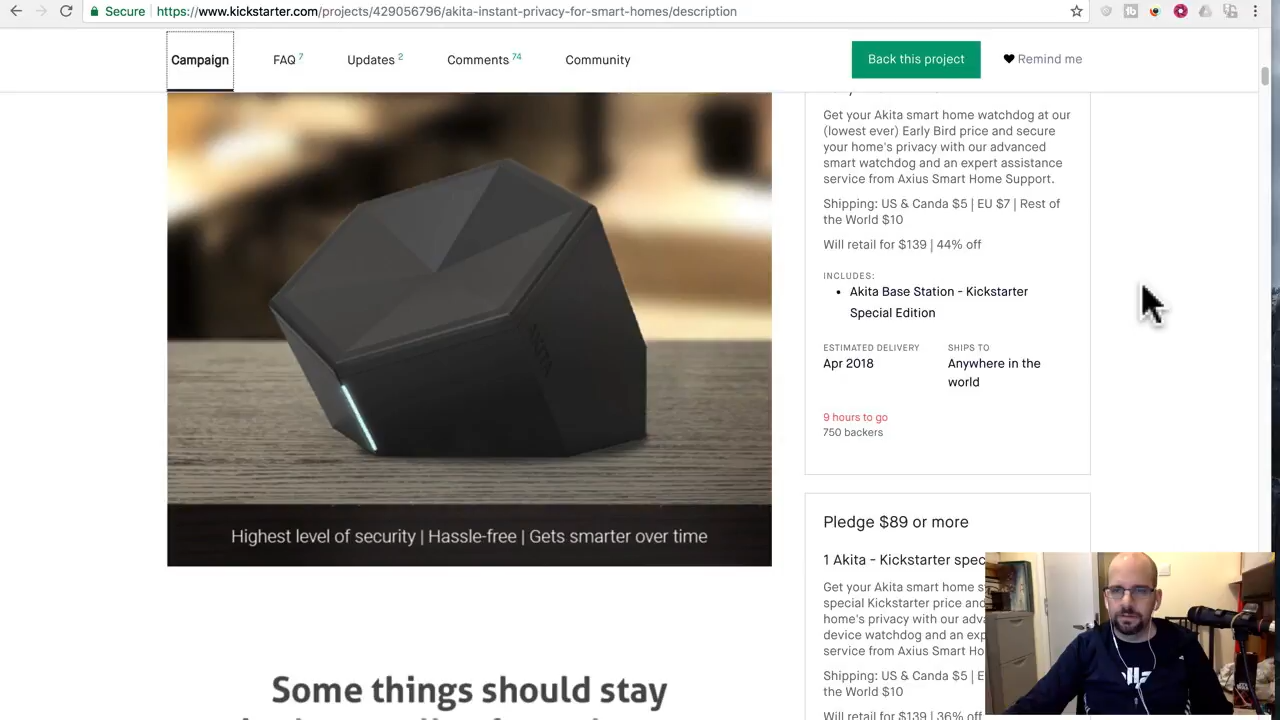 Secure
https://www.kickstarter.com/projects/429056796/akita-instant-privacy-for-smart-homes/description
Campaign
FAQ 7
Updates 2
Comments 74
Community
Back this project
Remind me
Get your Akita smart home watchdog at our
(lowest ever) Early Bird price and secure
your home's privacy with our advanced
smart watchdog and an expert assistance
service from Axius Smart Home Support.
Shipping: US & Canda $5 | EU $7 | Rest of
the World $10
Will retail for $139 | 44% off
INCLUDES:
• Akita Base Station - Kickstarter
Special Edition
ESTIMATED DELIVERY
Apr 2018
SHIPS TO
Anywhere in the
world
9 hours to go
750 backers
AKITA
Highest level of security | Hassle-free | Gets smarter over time
Some things should stay
Pledge $89 or more
1 Akita - Kickstarter spec
Get your Akita smart home s
special Kickstarter price and
home's privacy with our adva
device watchdog and an exp
service from Axius Smart Ho
Shipping: US & Canda $5 | E
the World $10
Will retail for $139 | 36% off